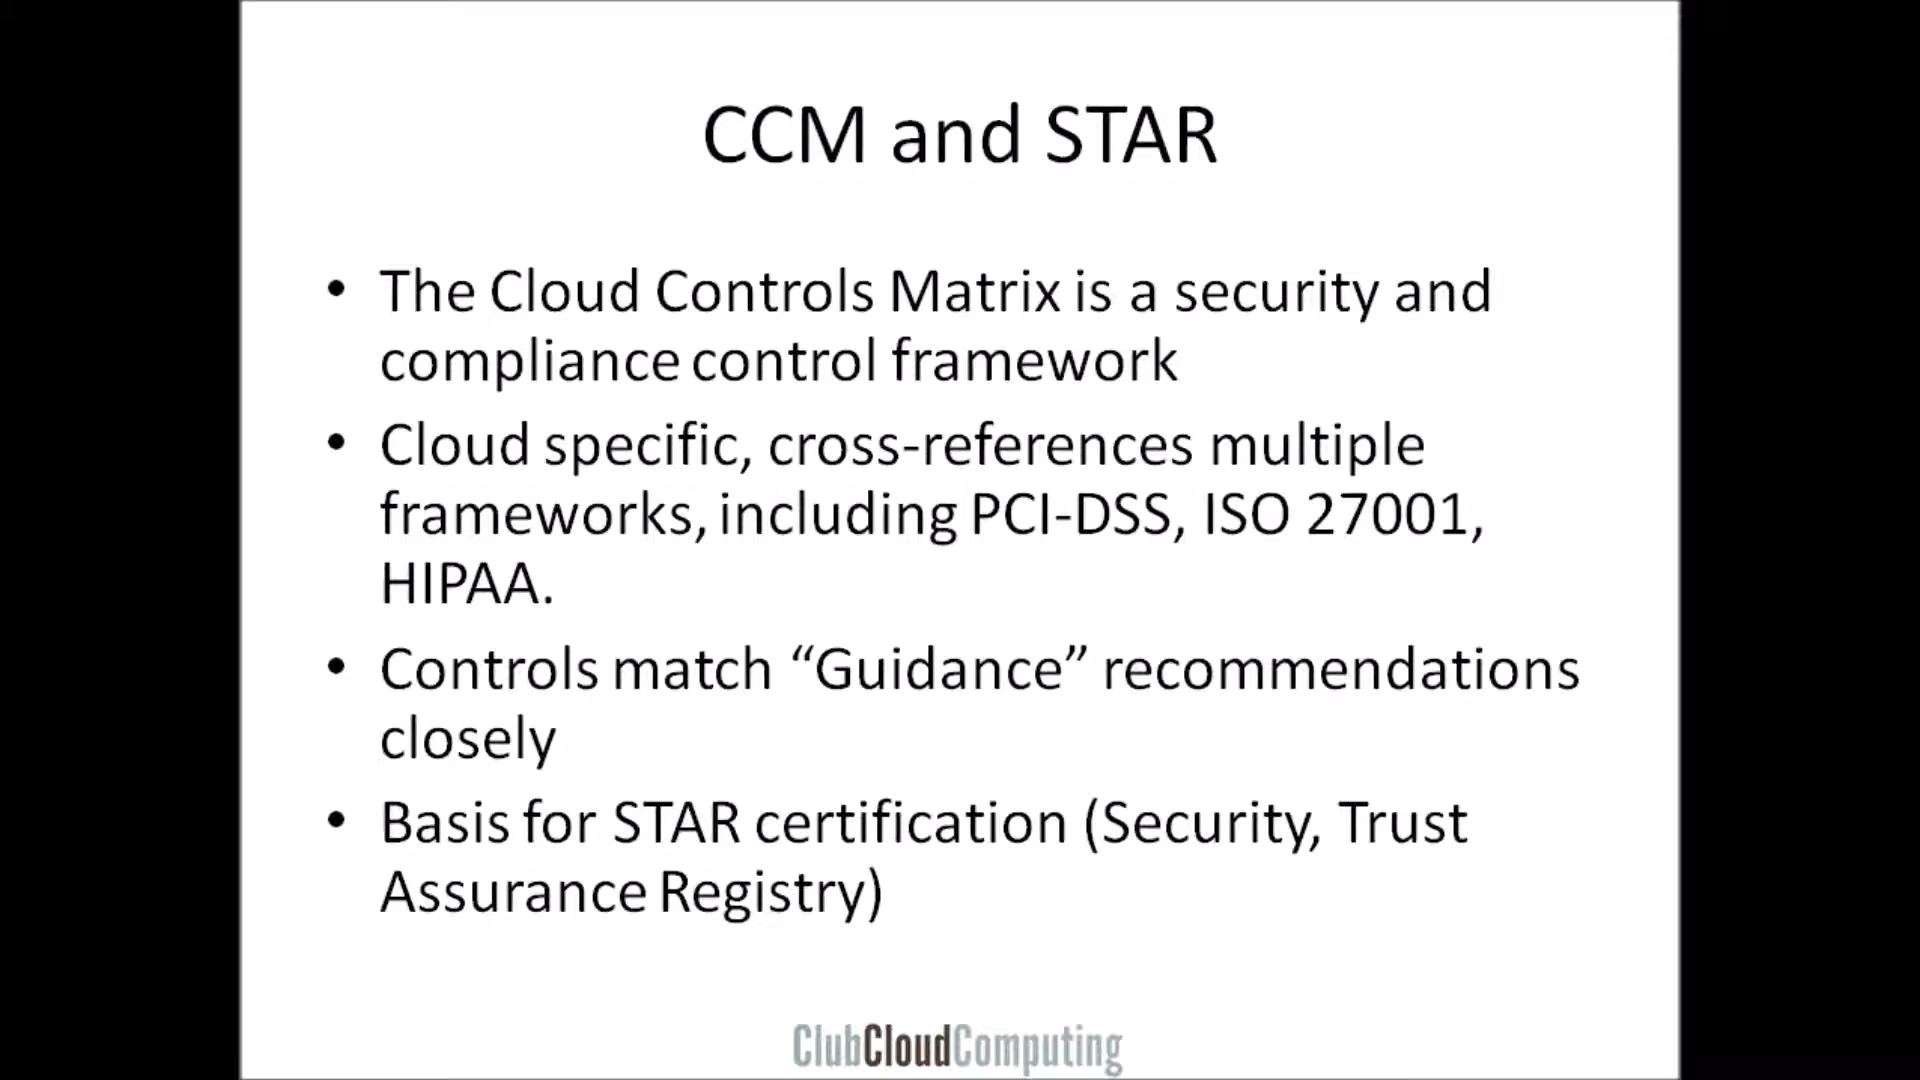 CCM and STAR
• The Cloud Controls Matrix is a security and
compliance control framework
• Cloud specific, cross-references multiple
frameworks, including PCI-DSS, ISO 27001,
HIPAA.
• Controls match “Guidance” recommendations
closely
• Basis for STAR certification (Security, Trust
Assurance Registry)
ClubCloudComputing